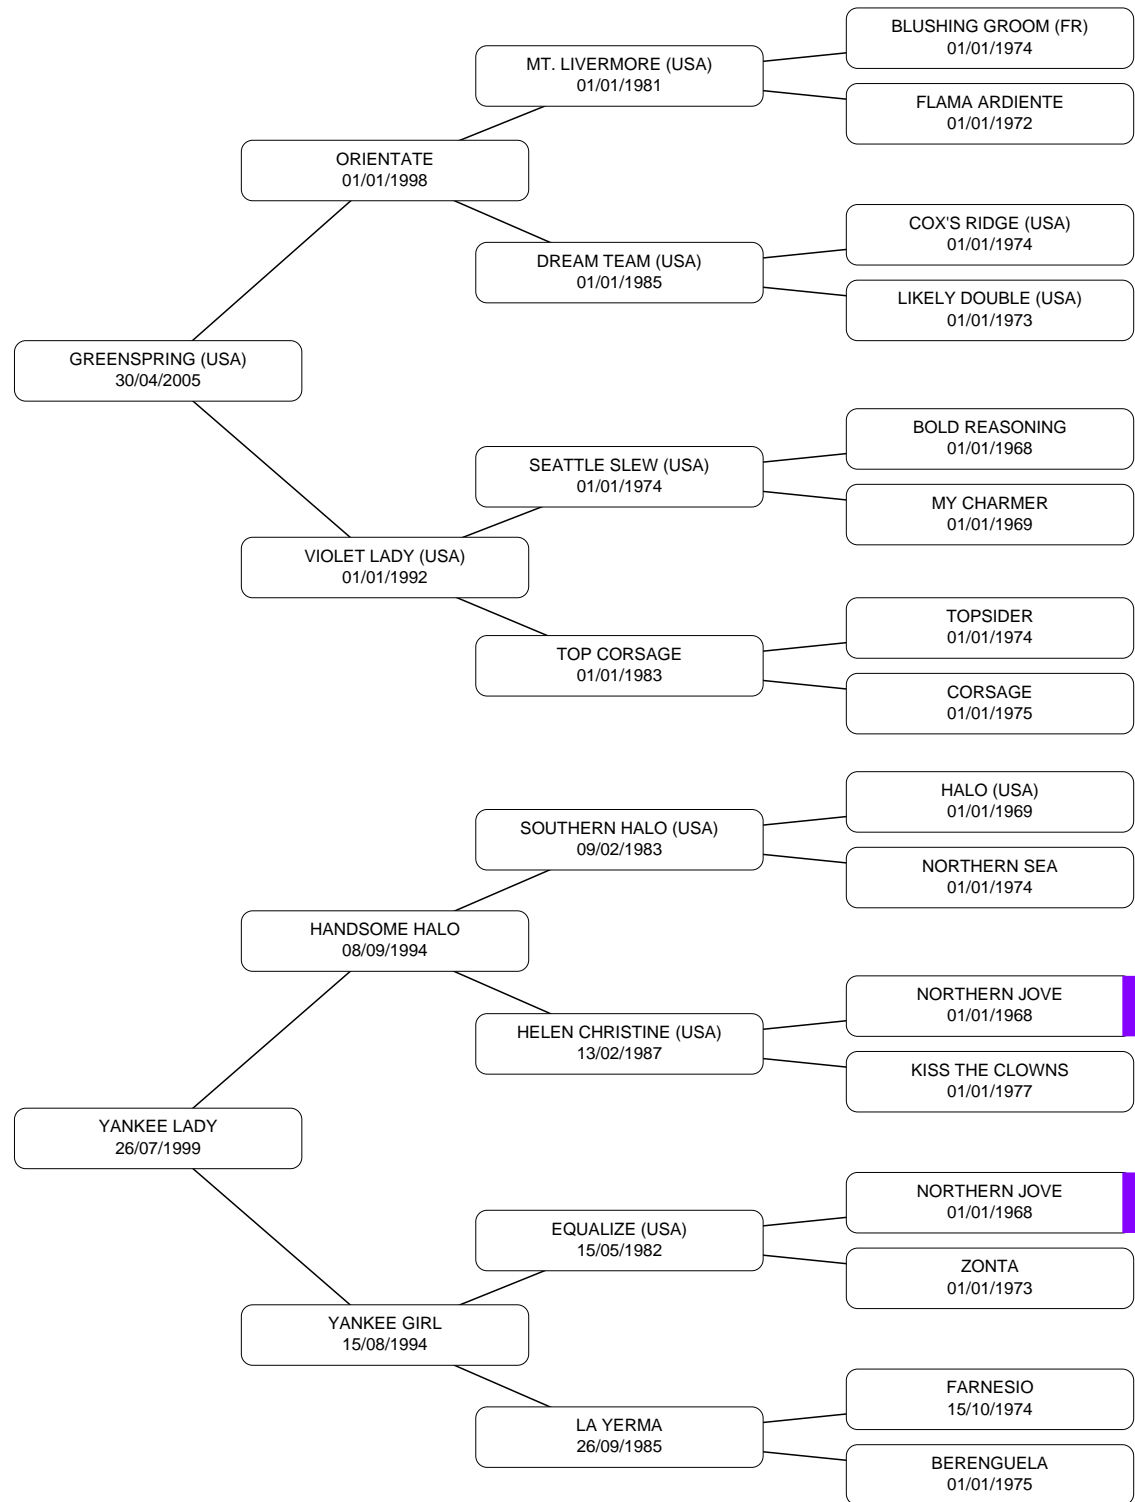 BLUSHING GROOM (FR)
01/01/1974
MT. LIVERMORE (USA)
01/01/1981
FLAMA ARDIENTE
01/01/1972
ORIENTATE
01/01/1998
COX'S RIDGE (USA)
01/01/1974
DREAM TEAM (USA)
01/01/1985
LIKELY DOUBLE (USA)
01/01/1973
GREENSPRING (USA)
30/04/2005
BOLD REASONING
01/01/1968
SEATTLE SLEW (USA)
01/01/1974
MY CHARMER
01/01/1969
VIOLET LADY (USA)
01/01/1992
TOPSIDER
01/01/1974
TOP CORSAGE
01/01/1983
CORSAGE
01/01/1975
HALO (USA)
01/01/1969
SOUTHERN HALO (USA)
09/02/1983
NORTHERN SEA
01/01/1974
HANDSOME HALO
08/09/1994
NORTHERN JOVE
01/01/1968
HELEN CHRISTINE (USA)
13/02/1987
KISS THE CLOWNS
01/01/1977
YANKEE LADY
26/07/1999
NORTHERN JOVE
01/01/1968
EQUALIZE (USA)
15/05/1982
ZONTA
01/01/1973
YANKEE GIRL
15/08/1994
FARNESIO
15/10/1974
LA YERMA
26/09/1985
BERENGUELA
01/01/1975